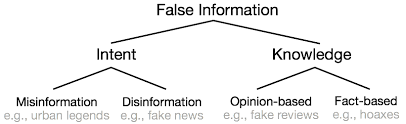 False Information
Intent Knowledge
Misinformation Disinformation Opinion-based Fact-based
e.g., urban legends e.g., fake news e.g., fake reviews e.g., hoaxes